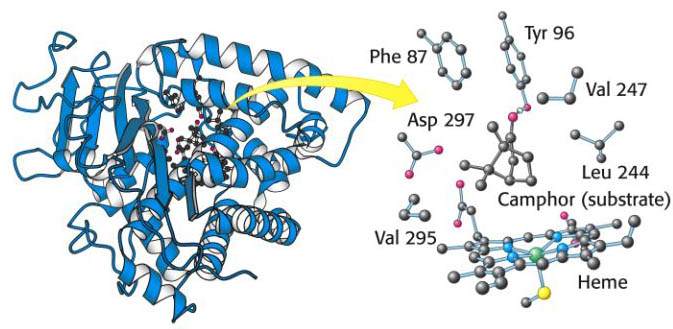 Tyr 96
Phe 87
Val 247
Asp 297
Leu 244
Camphor (substrate)
Val 295
Heme